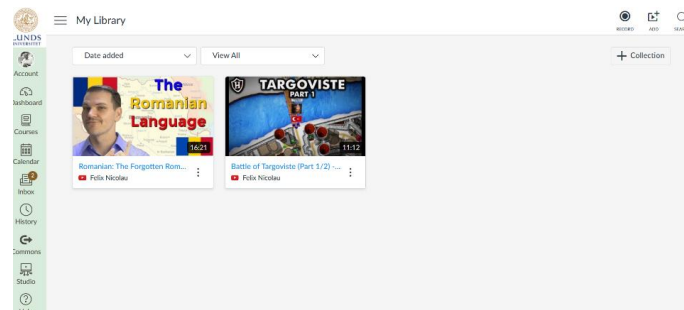 LUNDS
UNIVERSITET
My Library
RECORD
ADD
Account
Dashboard
Courses
Calendar
2
Inbox
History
Commons
Studio
Date added
View All
+ Collection
The
Romanian
Language
16:21
Romanian: The Forgotten Rom...
Felix Nicolau
TARGOVISTE
PART 1
11:12
Battle of Targoviste (Part 1/2) -...
Felix Nicolau